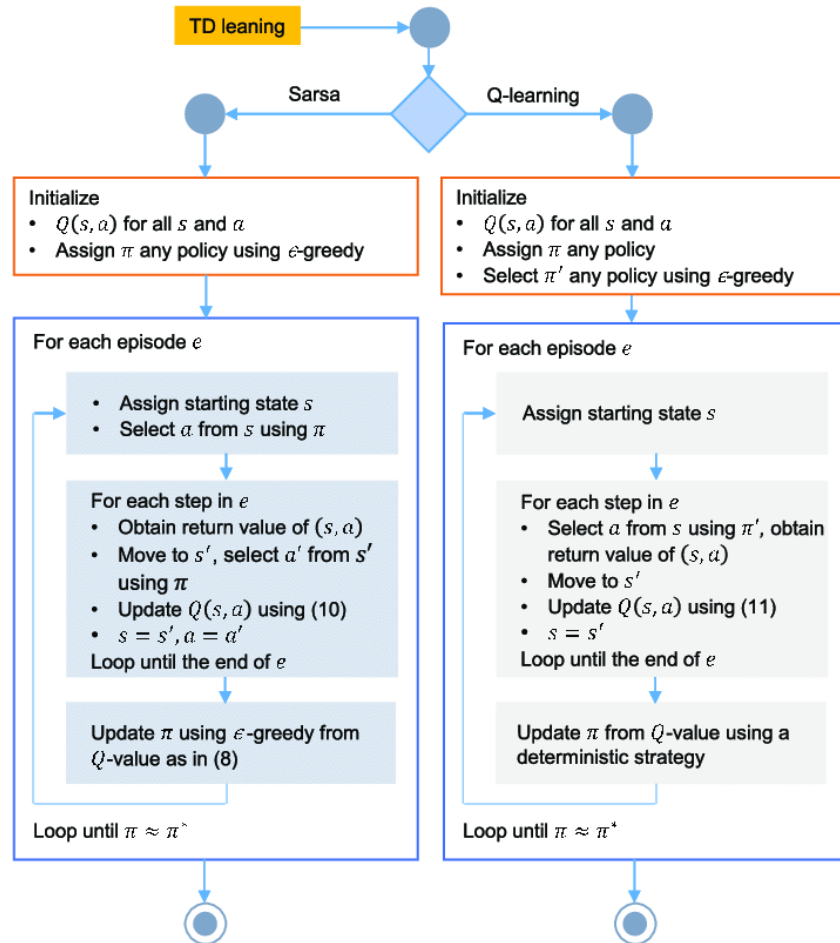 TD leaning
Sarsa
Q-learning
Initialize
• Q(s, a) for all s and a
• Assign π any policy using ϵ-greedy
For each episode e
• Assign starting state s
• Select a from s using π
For each step in e
• Obtain return value of (s, a)
• Move to s′, select a′ from s′
using π
• Update Q(s, a) using (10)
• s = s′, a = a′
Loop until the end of e
Update π using ϵ-greedy from
Q-value as in (8)
Loop until π ≈ π*
Initialize
• Q(s, a) for all s and a
• Assign π any policy
• Select π′ any policy using ϵ-greedy
For each episode e
Assign starting state s
For each step in e
• Select a from s using π′, obtain
return value of (s, a)
• Move to s′
• Update Q(s, a) using (11)
• s = s′
Loop until the end of e
Update π from Q-value using a
deterministic strategy
Loop until π ≈ π*